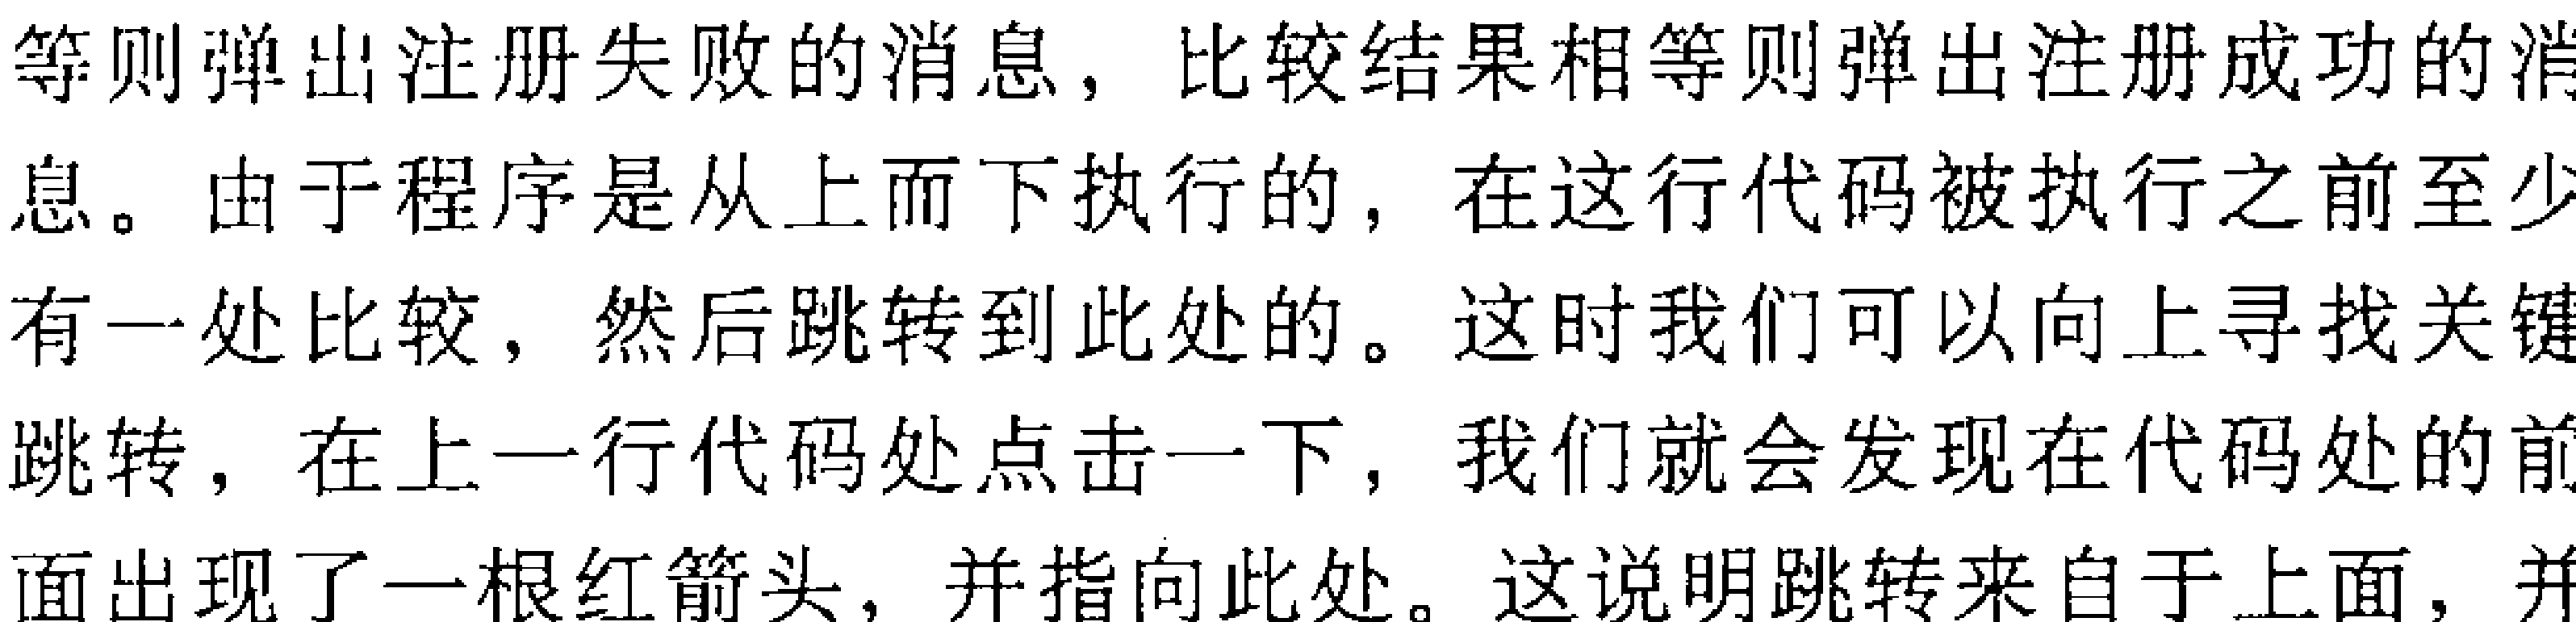 等则弹出注册失败的消息，比较结果相等则弹出注册成功的消
息。由于程序是从上而下执行的，在这行代码被执行之前至少
有一处比较，然后跳转到此处的。这时我们可以向上寻找关键
跳转，在上一行代码处点击一下，我们就会发现在代码处的前
面出现了一根红箭头，并指向此处。这说明跳转来自于上面，并